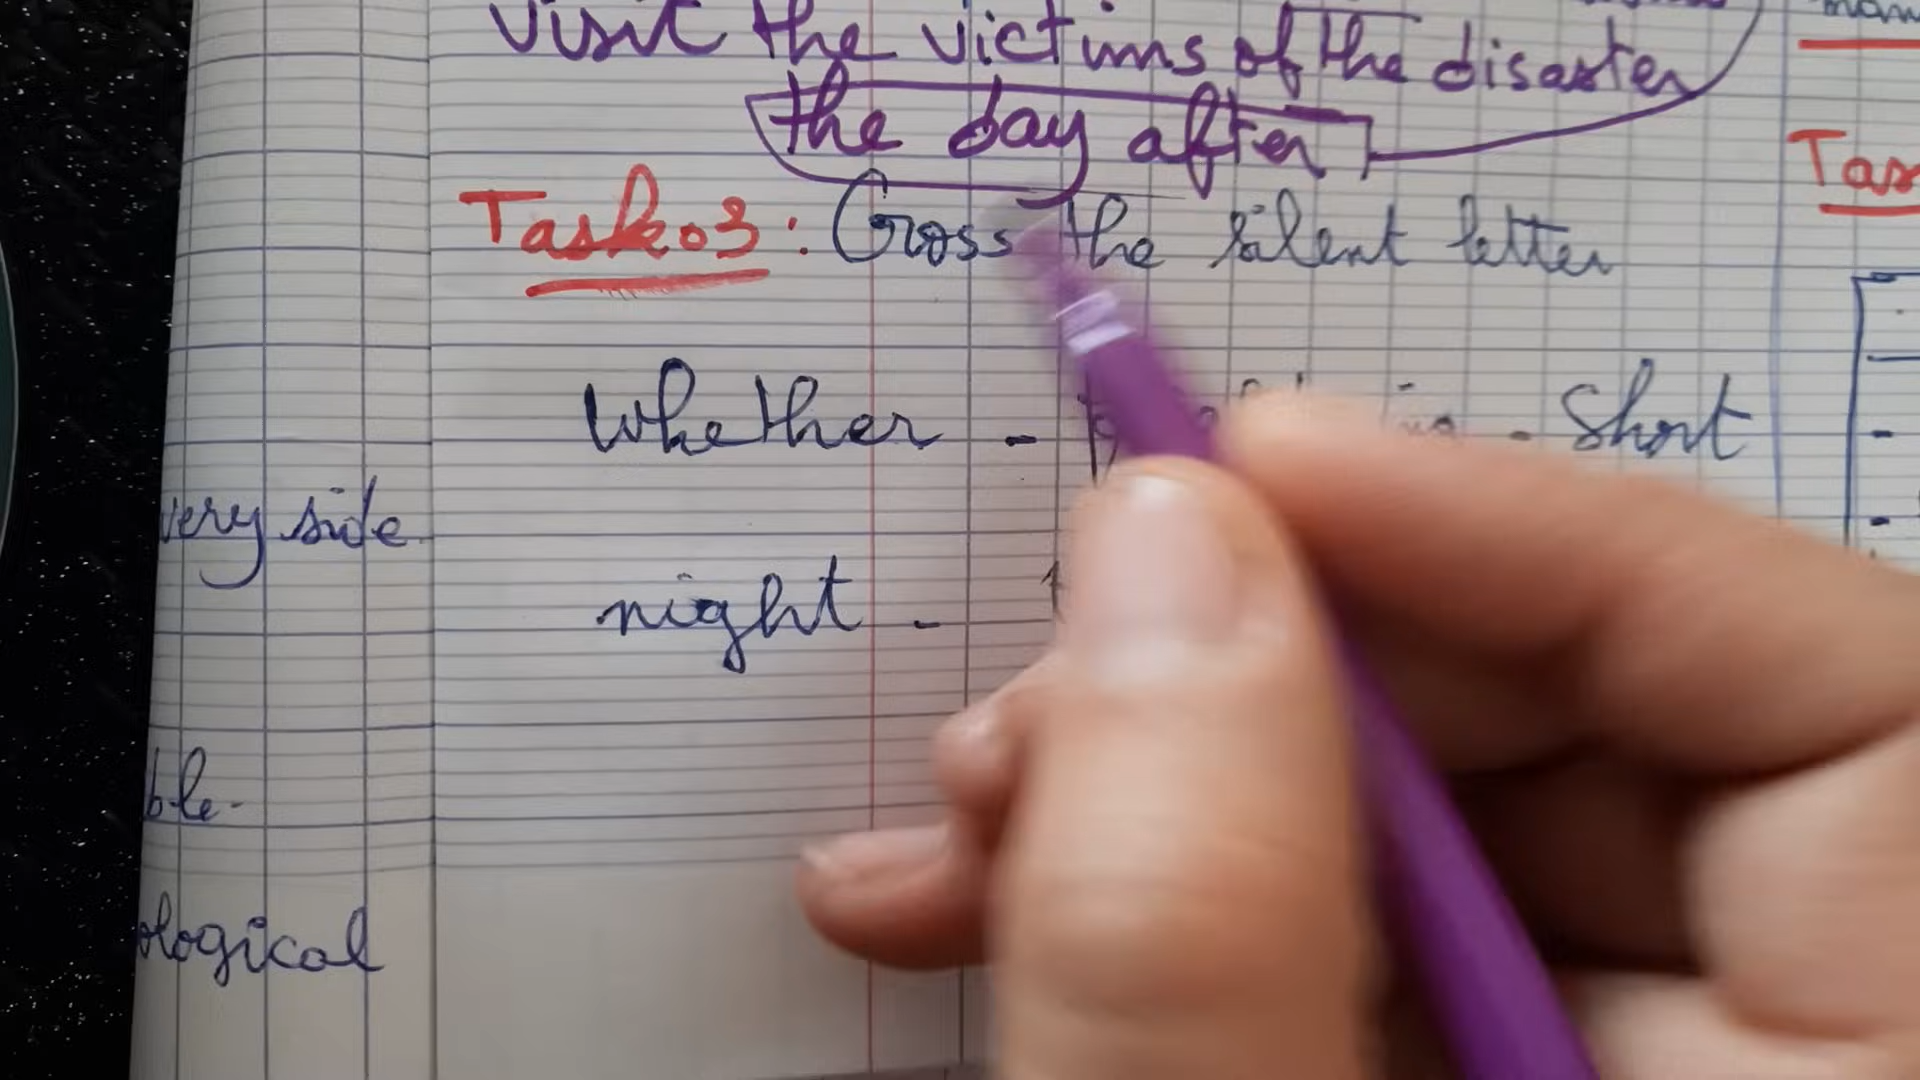 visit the victims of the disaster
the day after
Task 03 : Cross the silent letter
Whether - - Short
very side
night -
ble-
ological
Tas